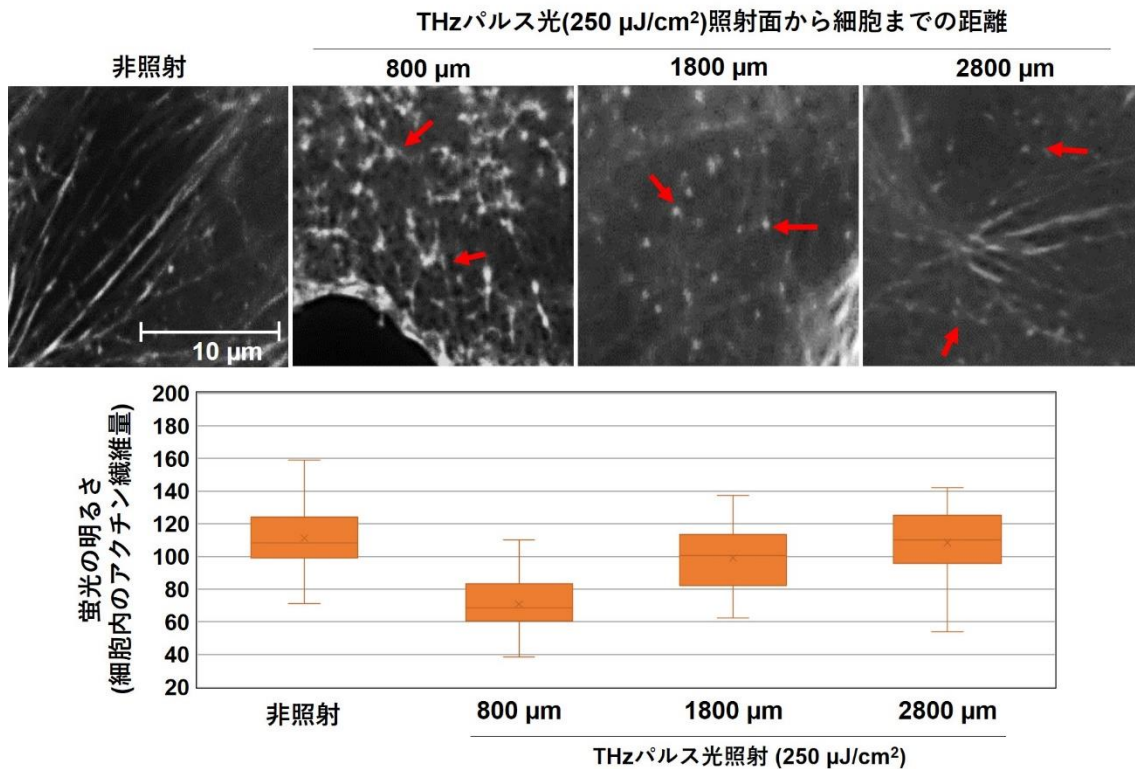 THzパルス光(250 µJ/cm²)照射面から細胞までの距離
非照射
800 µm
1800 µm
2800 µm
10 µm
蛍光の明るさ
(細胞内のアクチン繊維量)
200
180
160
140
120
100
80
60
40
20
非照射
800 µm
1800 µm
2800 µm
THzパルス光照射 (250 µJ/cm²)